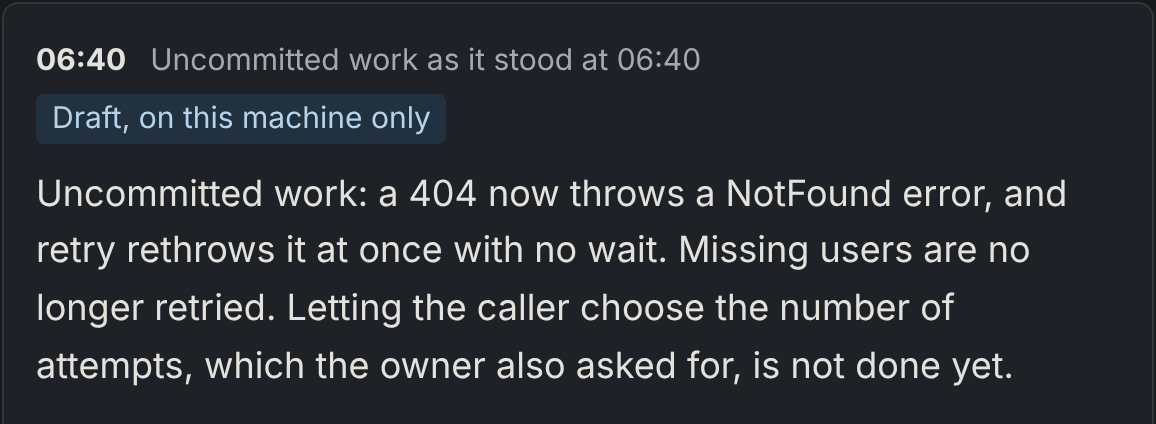 06:40 Uncommitted work as it stood at 06:40
Draft, on this machine only
Uncommitted work: a 404 now throws a NotFound error, and
retry rethrows it at once with no wait. Missing users are no
longer retried. Letting the caller choose the number of
attempts, which the owner also asked for, is not done yet.